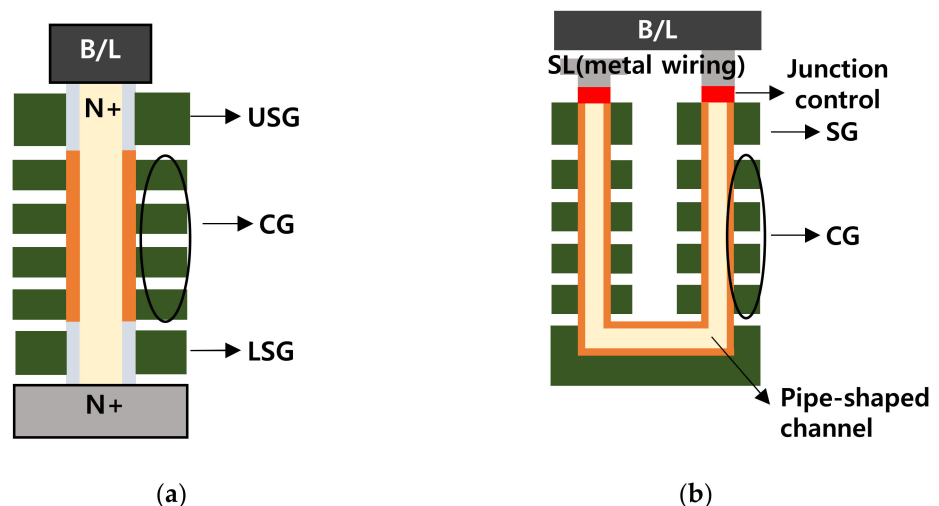 B/L
N+
USG
CG
LSG
N+
(a)
B/L
SL(metal wiring)
Junction
control
SG
CG
Pipe-shaped
channel
(b)